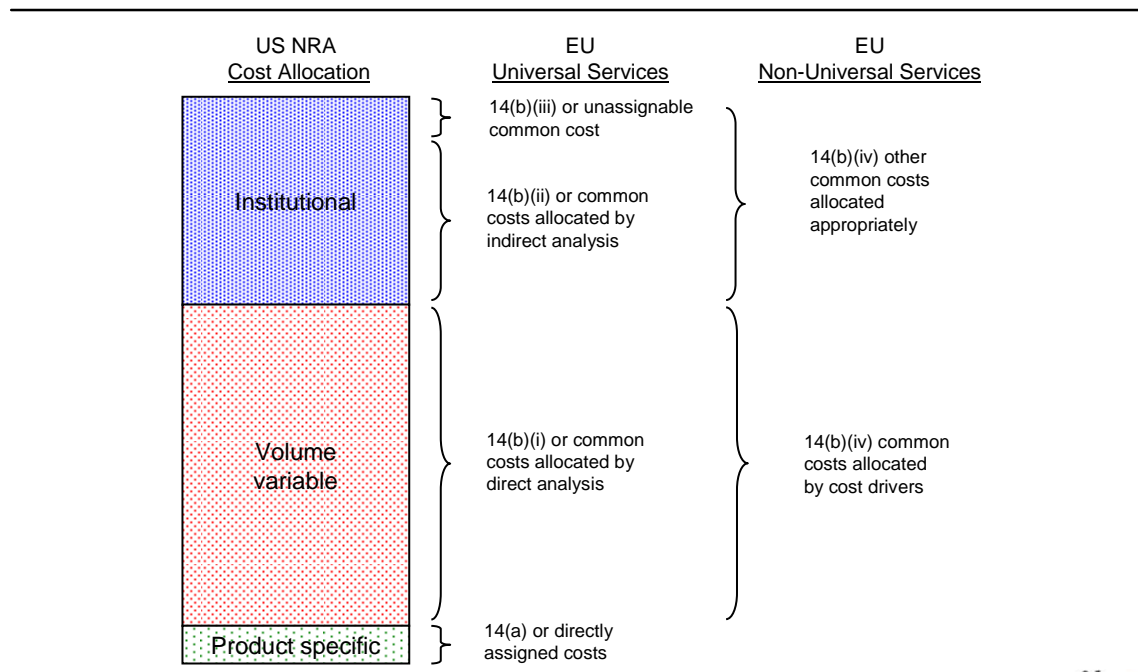 US NRA
Cost Allocation
EU
Universal Services
EU
Non-Universal Services
Institutional
14(b)(iii) or unassignable
common cost
14(b)(ii) or common
costs allocated by
indirect analysis
14(b)(iv) other
common costs
allocated
appropriately
Volume
variable
14(b)(i) or common
costs allocated by
direct analysis
14(b)(iv) common
costs allocated
by cost drivers
Product specific
14(a) or directly
assigned costs